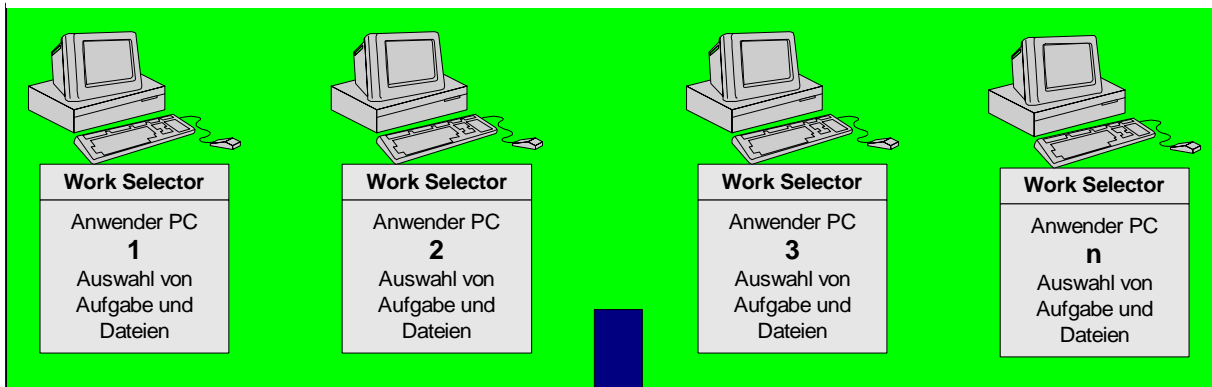 Work Selector
Anwender PC
1
Auswahl von
Aufgabe und
Dateien
Work Selector
Anwender PC
2
Auswahl von
Aufgabe und
Dateien
Work Selector
Anwender PC
3
Auswahl von
Aufgabe und
Dateien
Work Selector
Anwender PC
n
Auswahl von
Aufgabe und
Dateien